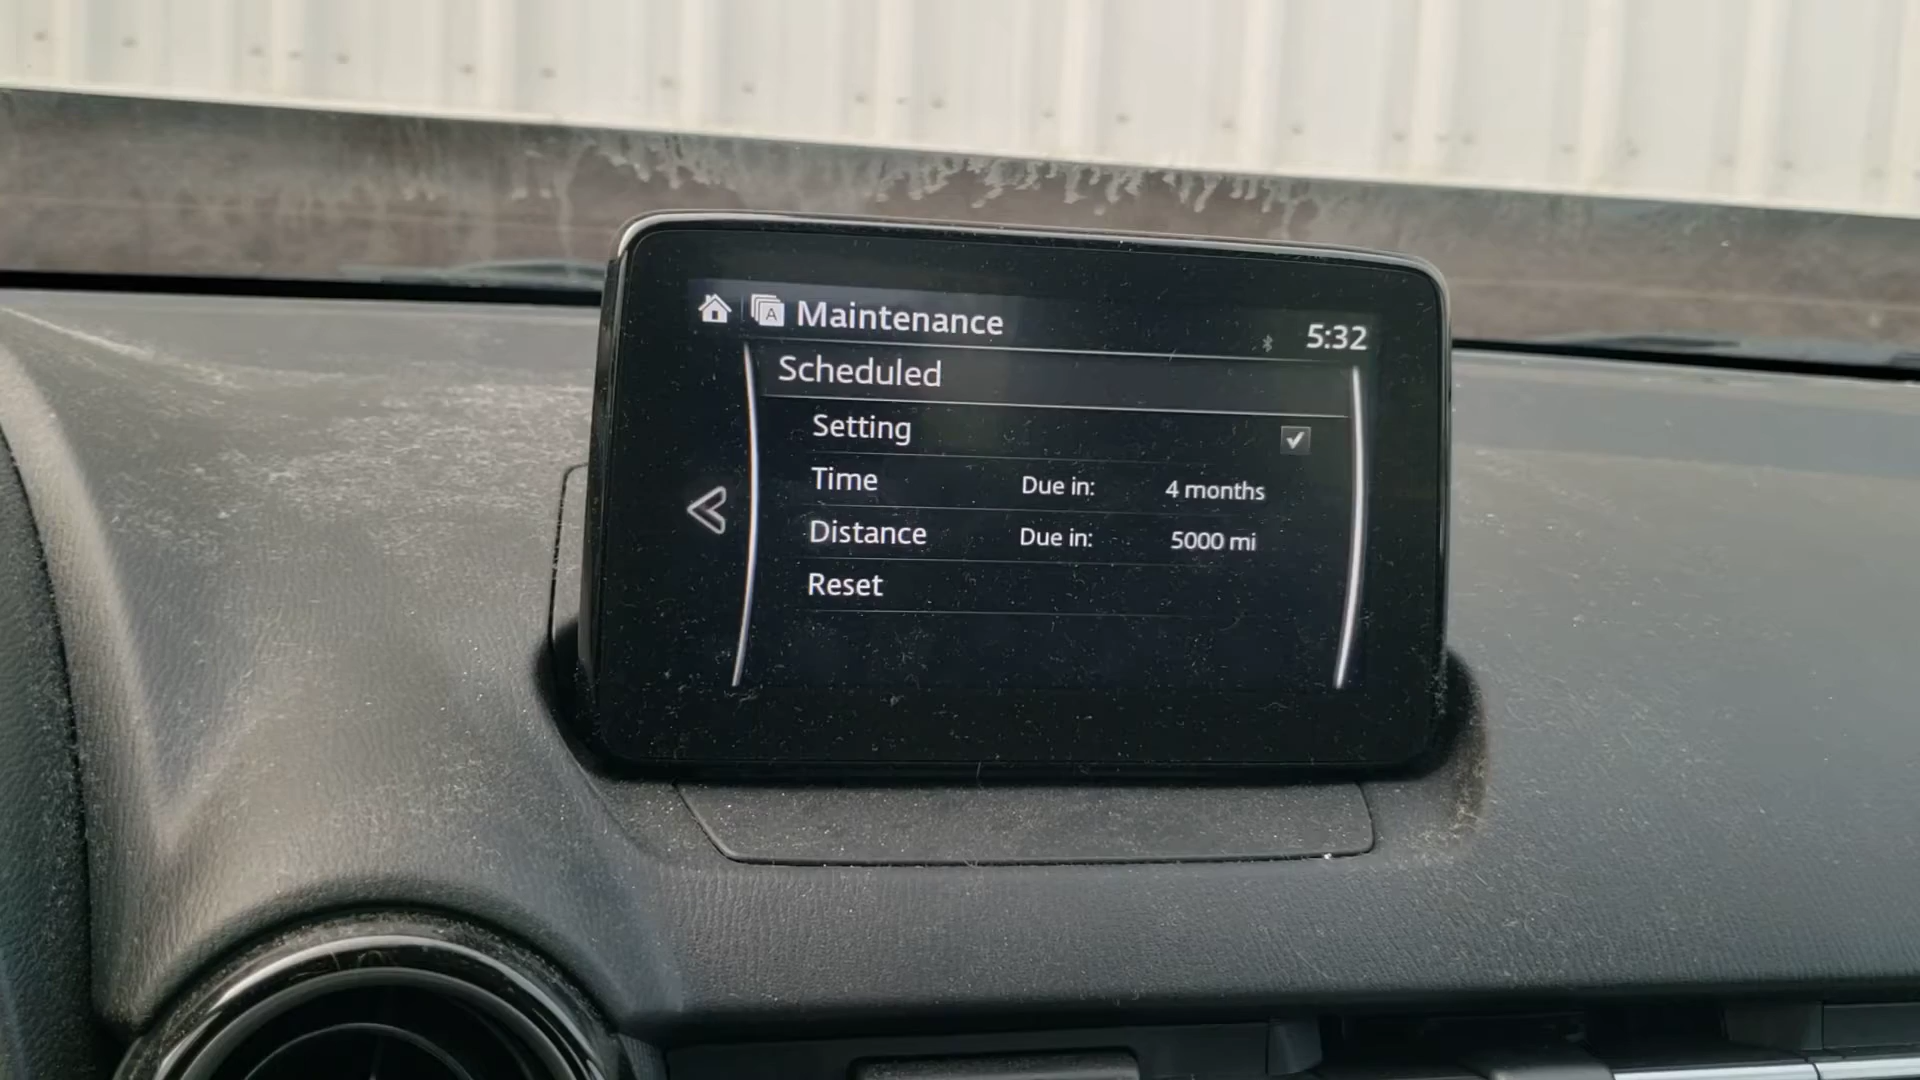 A Maintenance 5:32
Scheduled
Setting
Time Due in: 4 months
Distance Due in: 5000 mi
Reset